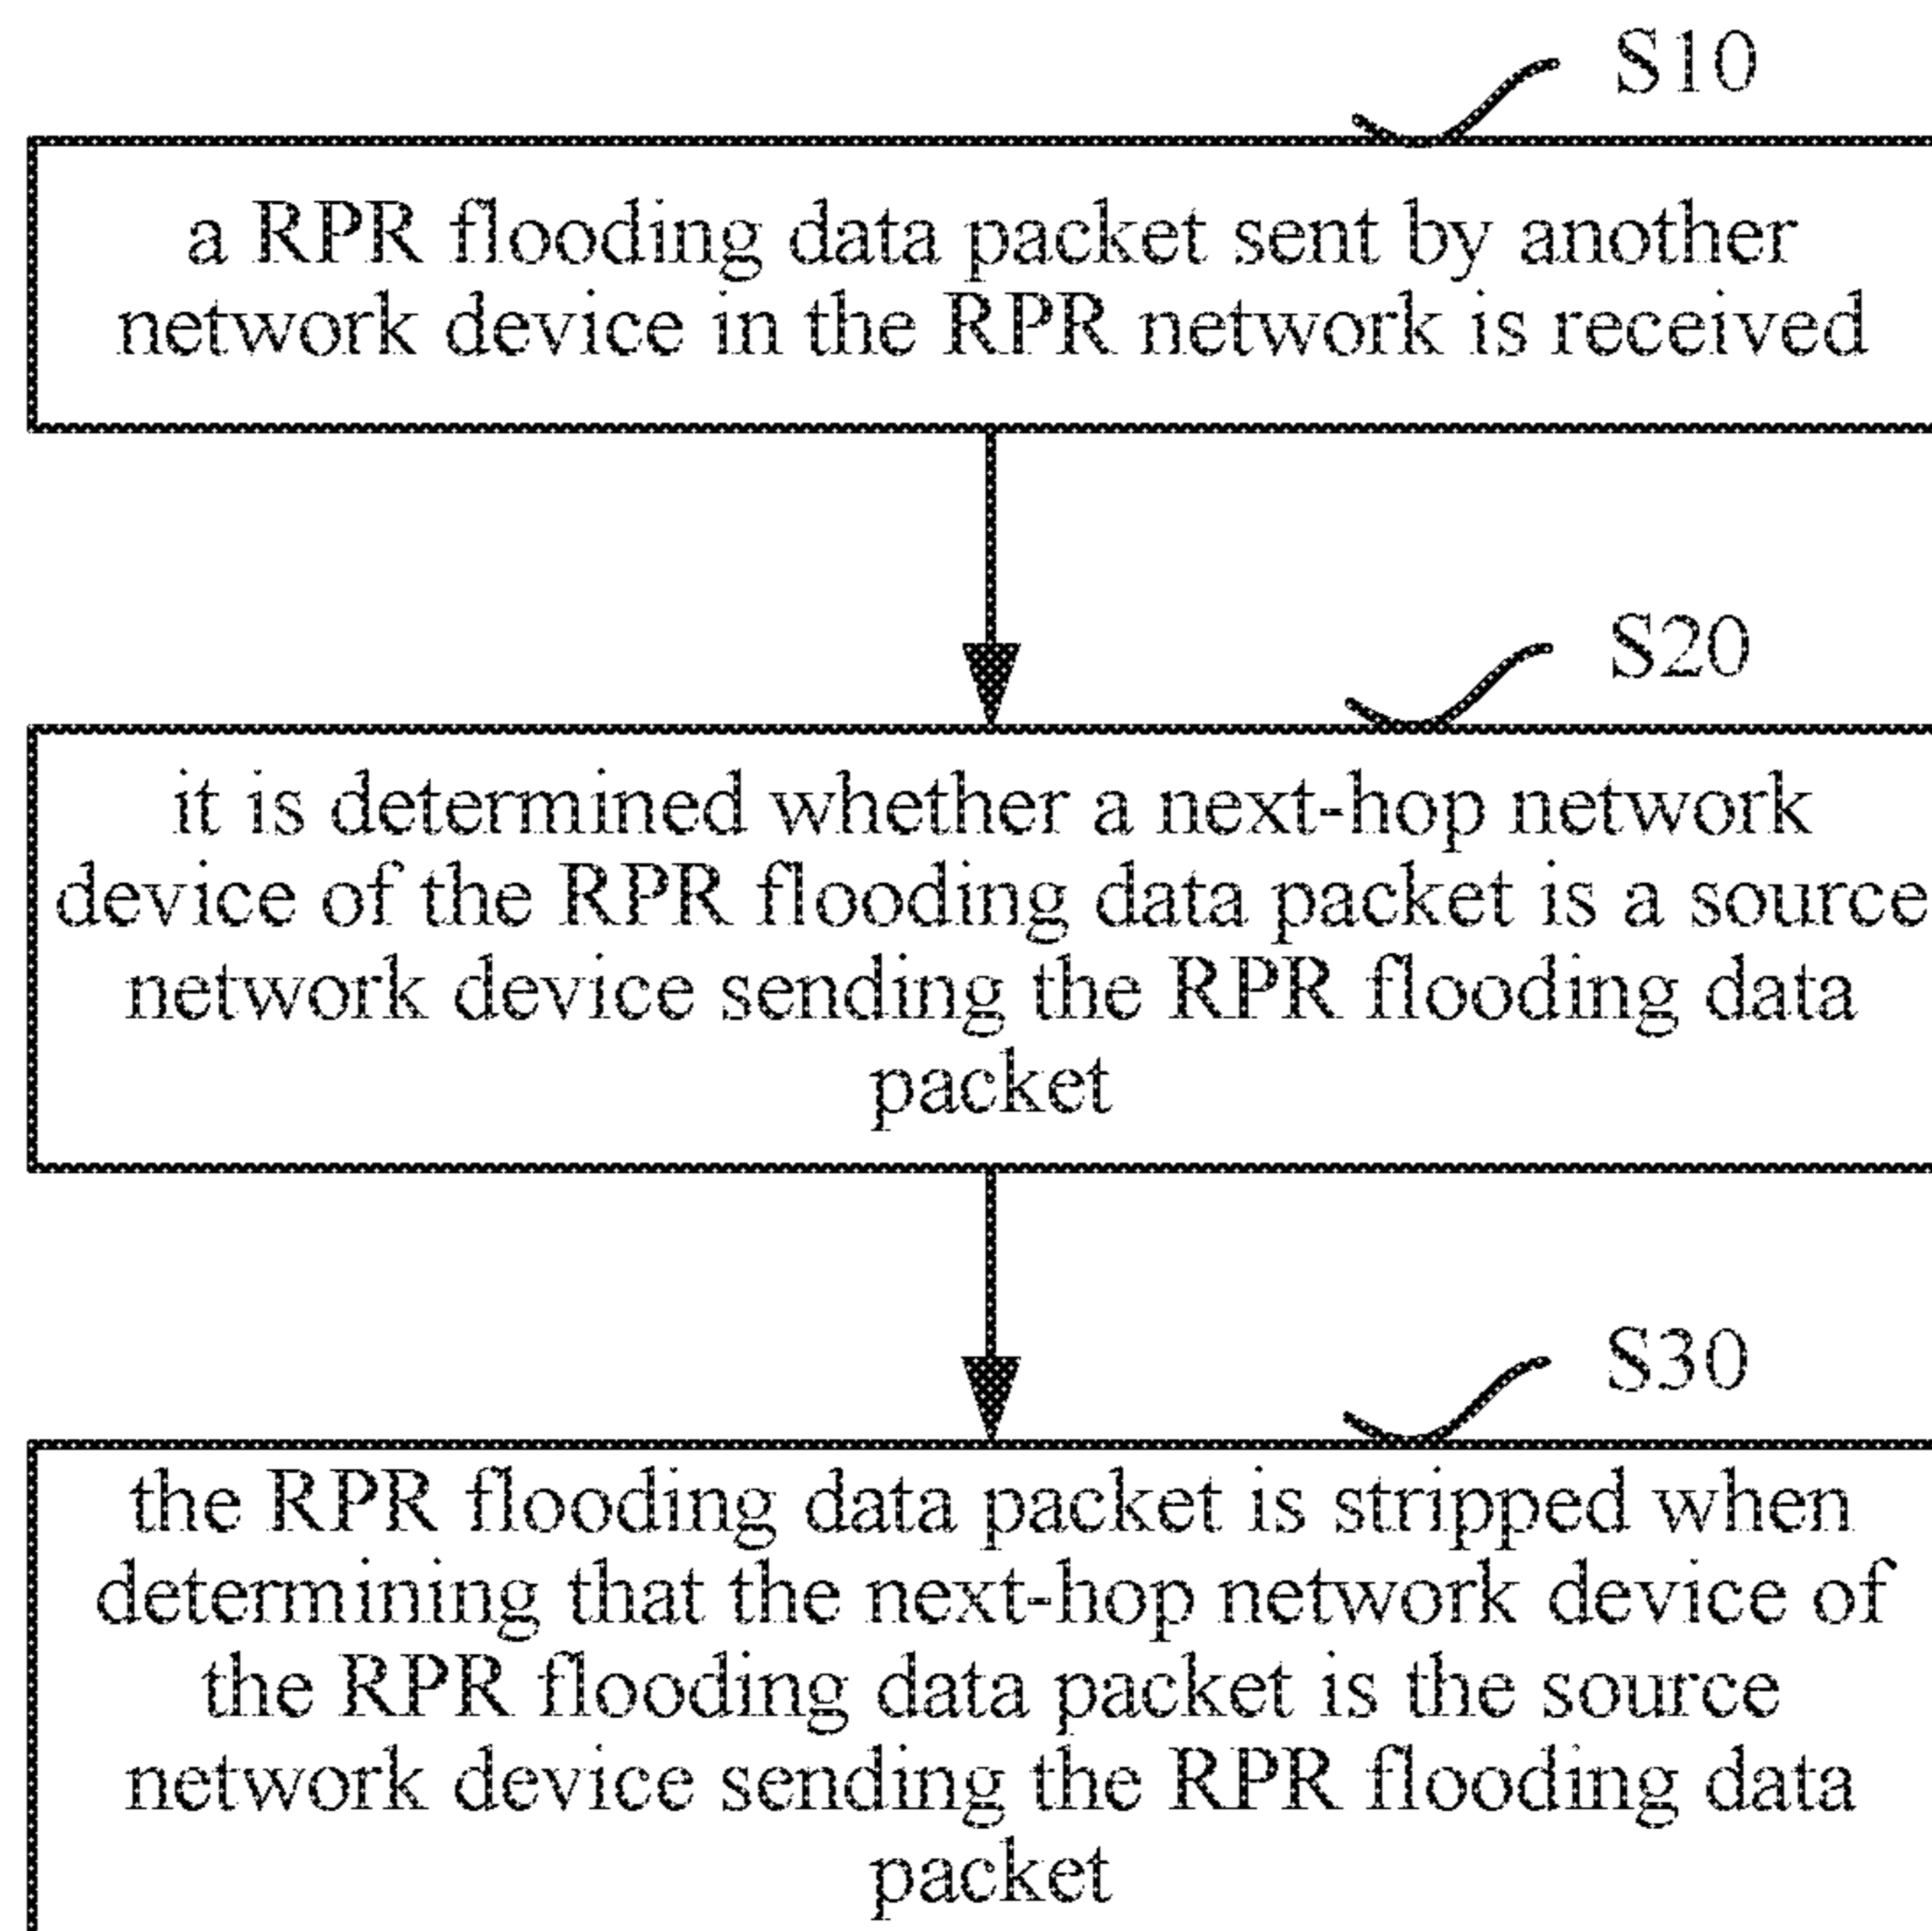 S10
a RPR flooding data packet sent by another
network device in the RPR network is received
S20
it is determined whether a next-hop network
device of the RPR flooding data packet is a source
network device sending the RPR flooding data
packet
S30
the RPR flooding data packet is stripped when
determining that the next-hop network device of
the RPR flooding data packet is the source
network device sending the RPR flooding data
packet